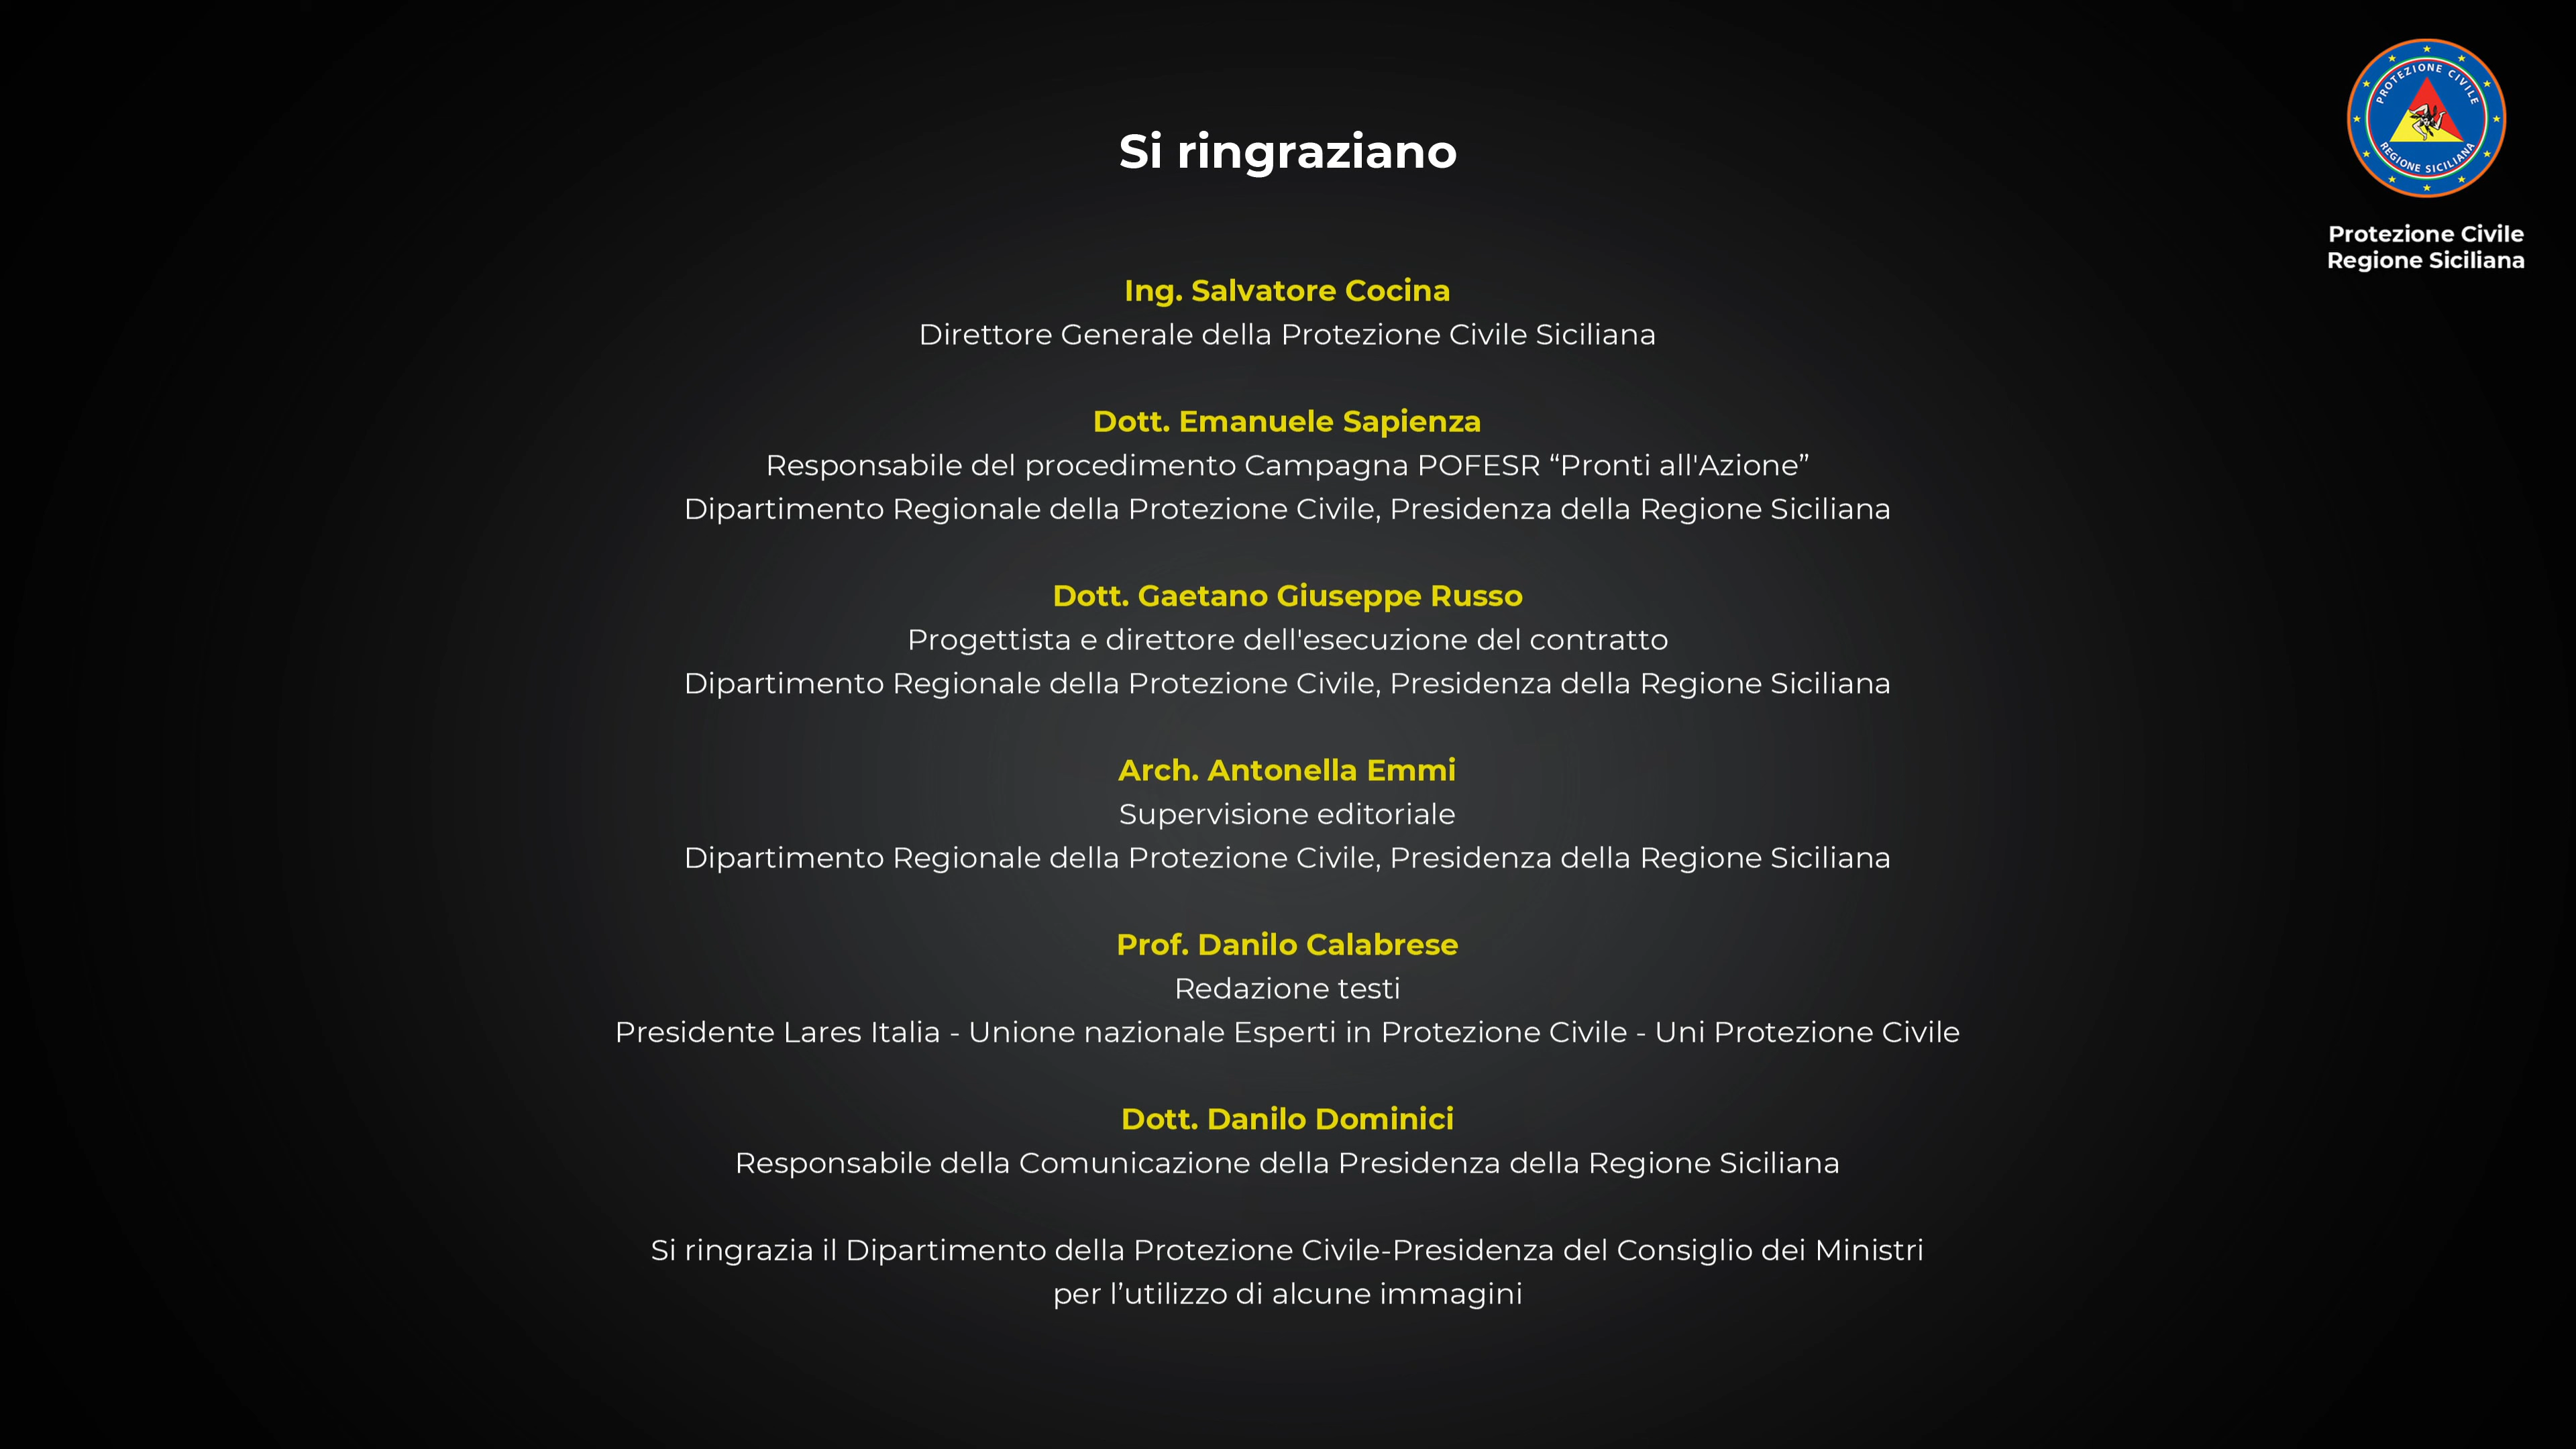 Si ringraziano
PROTEZIONE CIVILE
REGIONE SICILIANA
Protezione Civile
Regione Siciliana
Ing. Salvatore Cocina
Direttore Generale della Protezione Civile Siciliana
Dott. Emanuele Sapienza
Responsabile del procedimento Campagna POFESR “Pronti all'Azione”
Dipartimento Regionale della Protezione Civile, Presidenza della Regione Siciliana
Dott. Gaetano Giuseppe Russo
Progettista e direttore dell'esecuzione del contratto
Dipartimento Regionale della Protezione Civile, Presidenza della Regione Siciliana
Arch. Antonella Emmi
Supervisione editoriale
Dipartimento Regionale della Protezione Civile, Presidenza della Regione Siciliana
Prof. Danilo Calabrese
Redazione testi
Presidente Lares Italia - Unione nazionale Esperti in Protezione Civile - Uni Protezione Civile
Dott. Danilo Dominici
Responsabile della Comunicazione della Presidenza della Regione Siciliana
Si ringrazia il Dipartimento della Protezione Civile-Presidenza del Consiglio dei Ministri
per l’utilizzo di alcune immagini